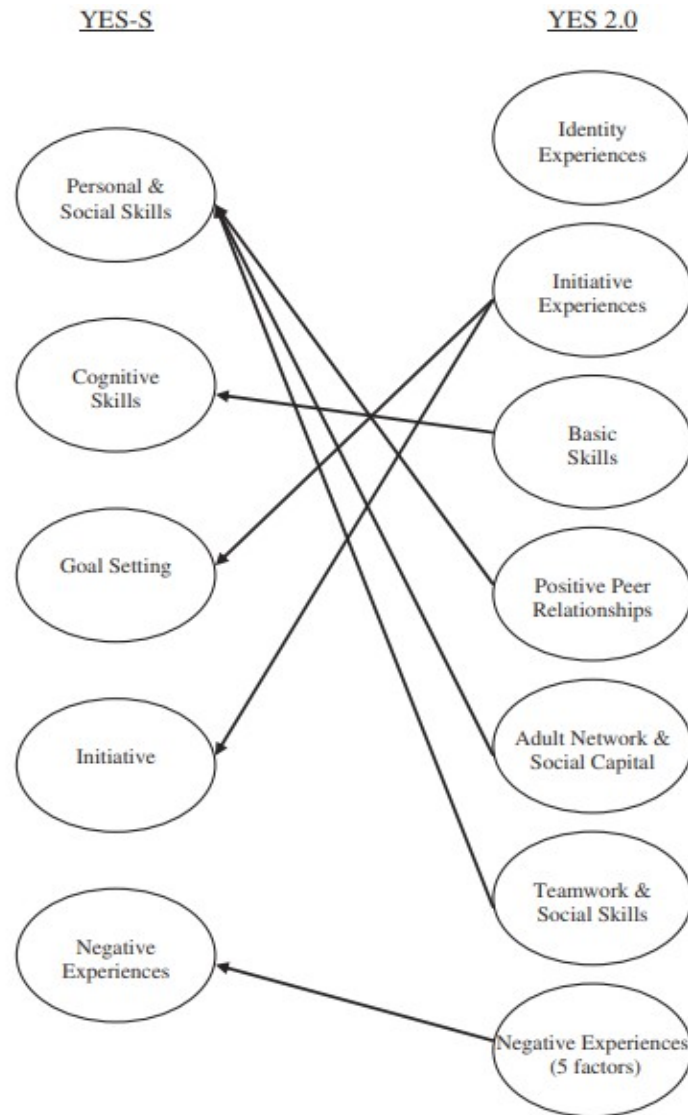 YES-S
Personal &
Social Skills
Cognitive
Skills
Goal Setting
Initiative
Negative
Experiences
YES 2.0
Identity
Experiences
Initiative
Experiences
Basic
Skills
Positive Peer
Relationships
Adult Network &
Social Capital
Teamwork &
Social Skills
Negative Experiences
(5 factors)